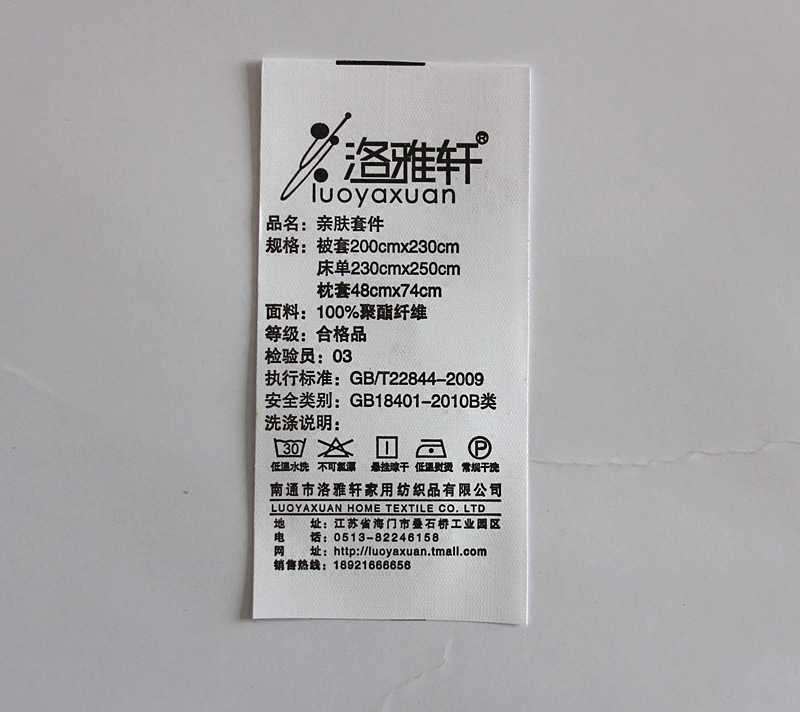 洛雅轩®
luoyaxuan
品名：亲肤套件
规格：被套200cmx230cm
床单230cmx250cm
枕套48cmx74cm
面料：100%聚酯纤维
等级：合格品
检验员：03
执行标准：GB/T22844-2009
安全类别：GB18401-2010B类
洗涤说明：
30 P
低温水洗 不可氯漂 悬挂晾干 低温熨烫 常规干洗
南通市洛雅轩家用纺织品有限公司
LUOYAXUAN HOME TEXTILE CO. LTD
地 址：江苏省海门市叠石桥工业园区
电 话：0513-82246158
网 址：http://luoyaxuan.tmall.com
销售热线：18921666656